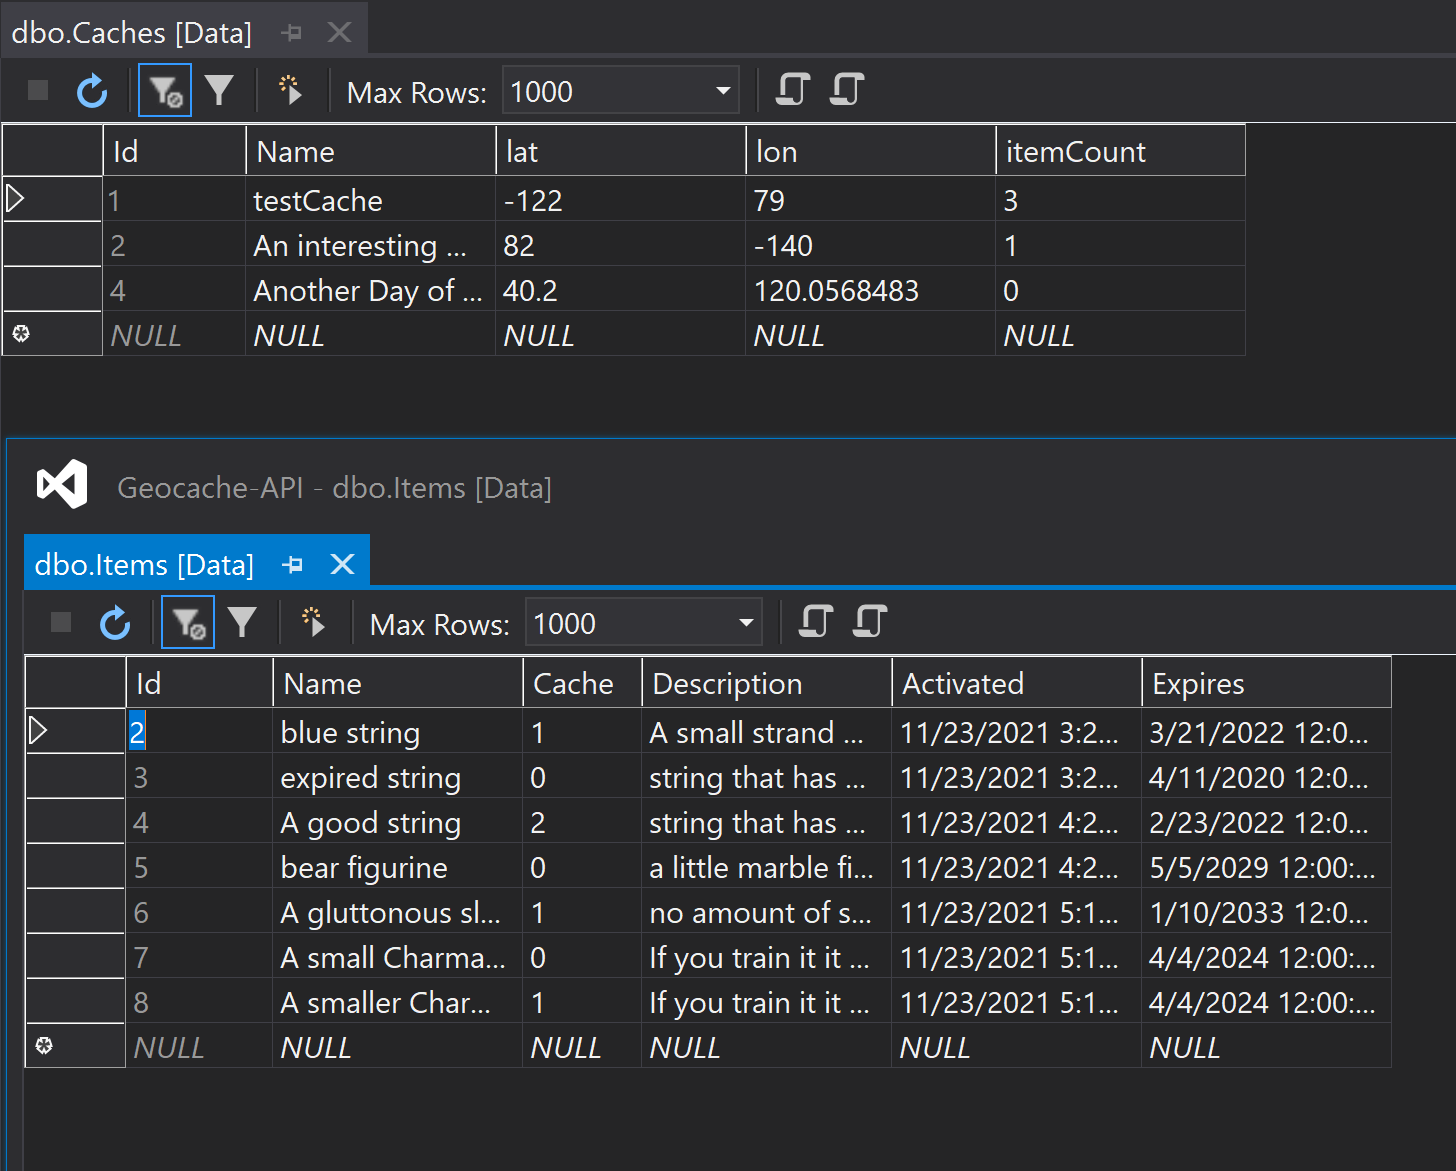 dbo.Caches [Data]
Max Rows: 1000
Id Name lat lon itemCount
1 testCache -122 79 3
2 An interesting ... 82 -140 1
4 Another Day of ... 40.2 120.0568483 0
NULL NULL NULL NULL NULL
Geocache-API - dbo.Items [Data]
dbo.Items [Data]
Max Rows: 1000
Id Name Cache Description Activated Expires
2 blue string 1 A small strand ... 11/23/2021 3:2... 3/21/2022 12:0...
3 expired string 0 string that has ... 11/23/2021 3:2... 4/11/2020 12:0...
4 A good string 2 string that has ... 11/23/2021 4:2... 2/23/2022 12:0...
5 bear figurine 0 a little marble fi... 11/23/2021 4:2... 5/5/2029 12:00:...
6 A gluttonous sl... 1 no amount of s... 11/23/2021 5:1... 1/10/2033 12:0...
7 A small Charma... 0 If you train it it ... 11/23/2021 5:1... 4/4/2024 12:00:...
8 A smaller Char... 1 If you train it it ... 11/23/2021 5:1... 4/4/2024 12:00:...
NULL NULL NULL NULL NULL NULL